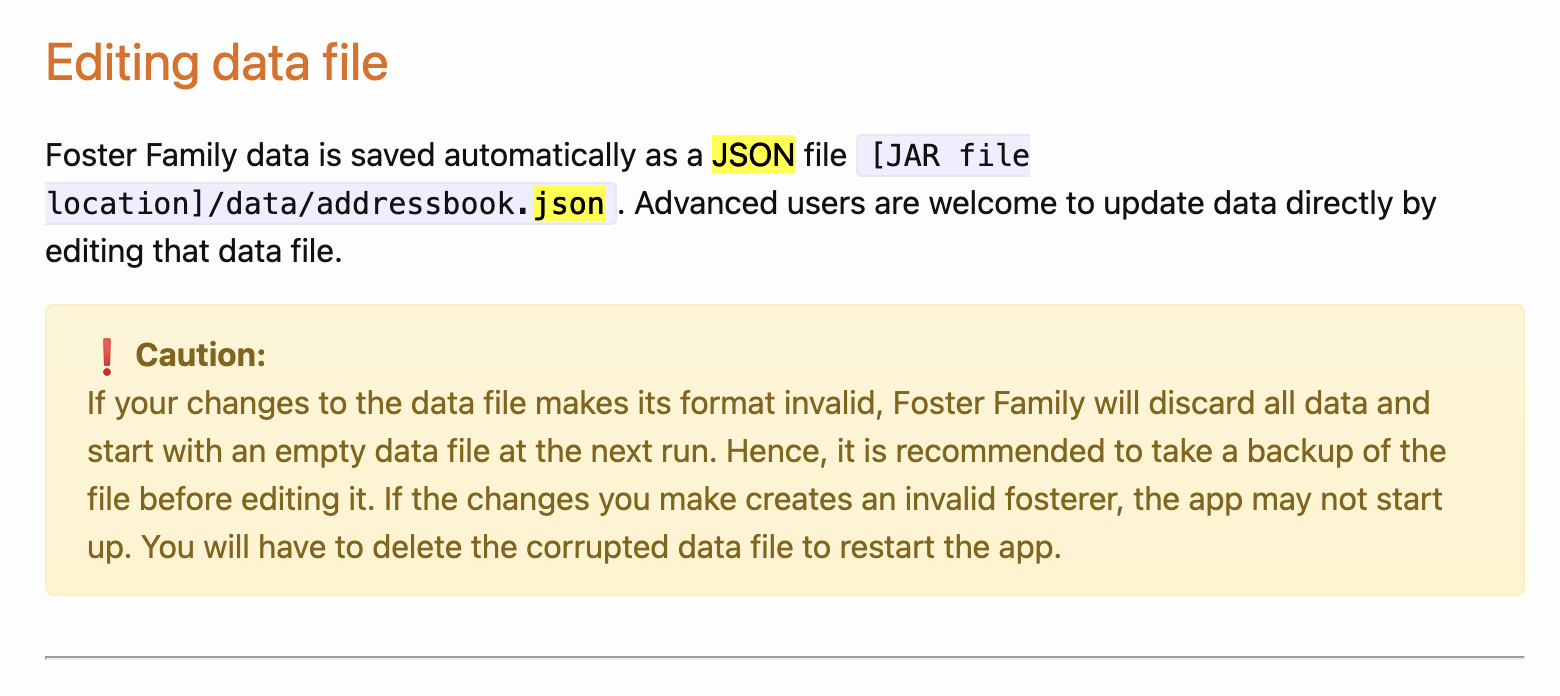 Editing data file
Foster Family data is saved automatically as a JSON file [JAR file
location]/data/addressbook.json . Advanced users are welcome to update data directly by
editing that data file.
❗ Caution:
If your changes to the data file makes its format invalid, Foster Family will discard all data and
start with an empty data file at the next run. Hence, it is recommended to take a backup of the
file before editing it. If the changes you make creates an invalid fosterer, the app may not start
up. You will have to delete the corrupted data file to restart the app.